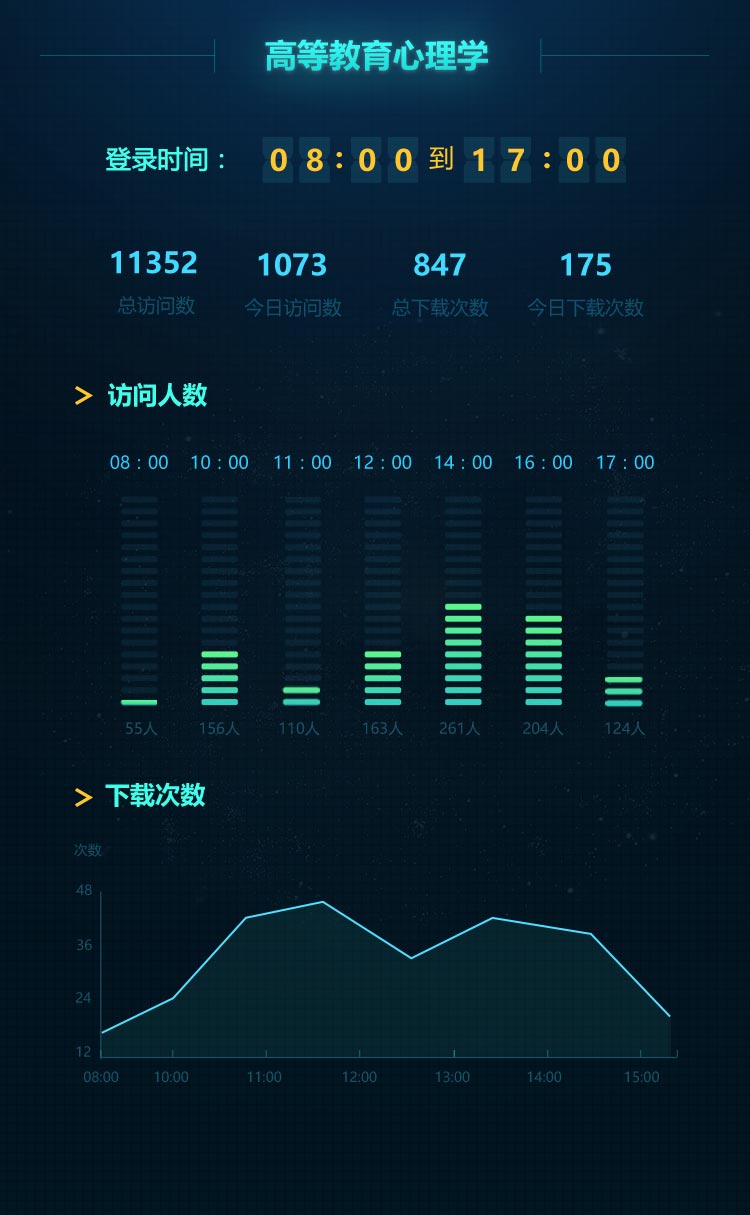 高等教育心理学
登录时间： 08:00 到 17:00
11352 1073 847 175
总访问数 今日访问数 总下载次数 今日下载次数
> 访问人数
08：00 10：00 11：00 12：00 14：00 16：00 17：00
55人 156人 110人 163人 261人 204人 124人
> 下载次数
次数
48
36
24
12
08:00 10:00 11:00 12:00 13:00 14:00 15:00